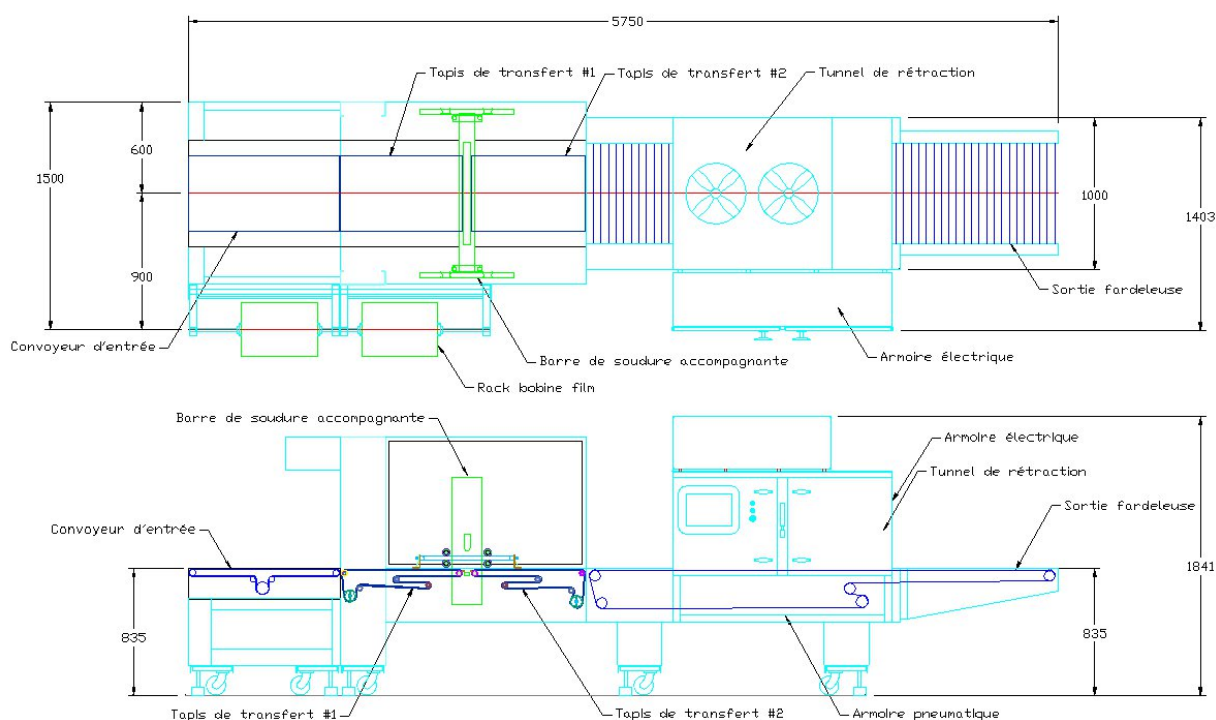 5750
Tapis de transfert #1
Tapis de transfert #2
Tunnel de rétraction
600
1500
1000
1403
900
Sortie fardeleuse
Convoyeur d'entrée
Barre de soudure accompagnante
Armoire électrique
Rack bobine film
Barre de soudure accompagnante
Armoire électrique
Tunnel de rétraction
Sortie fardeleuse
Convoyeur d'entrée
1841
835
835
Tapis de transfert #1
Tapis de transfert #2
Armoire pneumatique